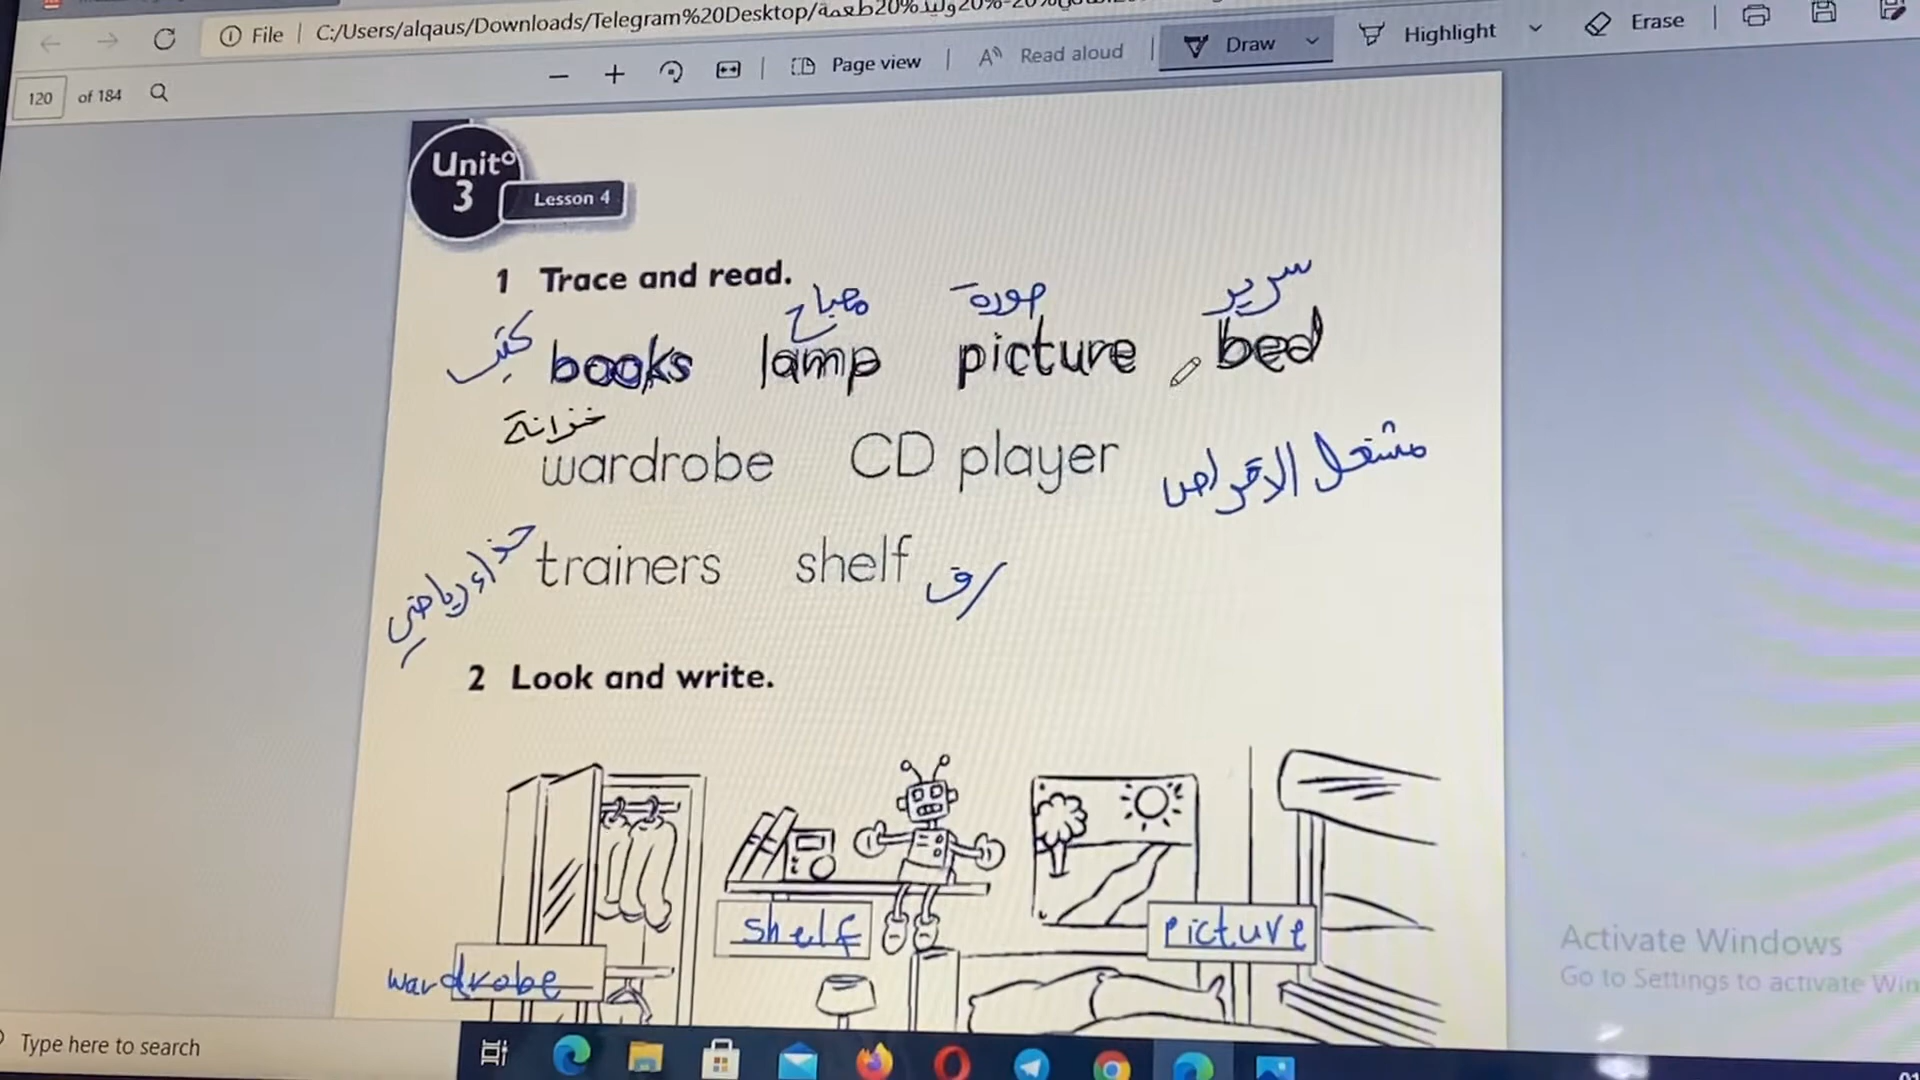 File | C:/Users/alqaus/Downloads/Telegram%20Desktop/
120 of 184
Page view
Read aloud
Draw
Highlight
Erase
Unit
3
Lesson 4
1 Trace and read.
كتب مصباح صورة سرير
books lamp picture bed
خزانة
wardrobe CD player مشغل الاقراص
حذاء رياضي trainers shelf رف
2 Look and write.
shelf picture
wardrobe
Activate Windows
Go to Settings to activate Win
Type here to search